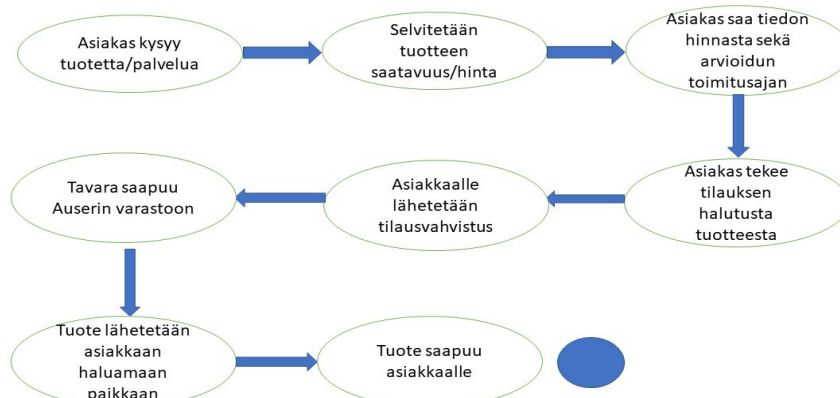 Asiakas kysyy
tuotetta/palvelua
Selvitetään
tuotteen
saatavuus/hinta
Asiakas saa tiedon
hinnasta sekä
arvioidun
toimitusajan
Asiakas tekee
tilauksen
halutusta
tuotteesta
Asiakkaalle
lähetetään
tilausvahvistus
Tavara saapuu
Auserin varastoon
Tuote lähetetään
asiakkaan
haluamaan
paikkaan
Tuote saapuu
asiakkaalle